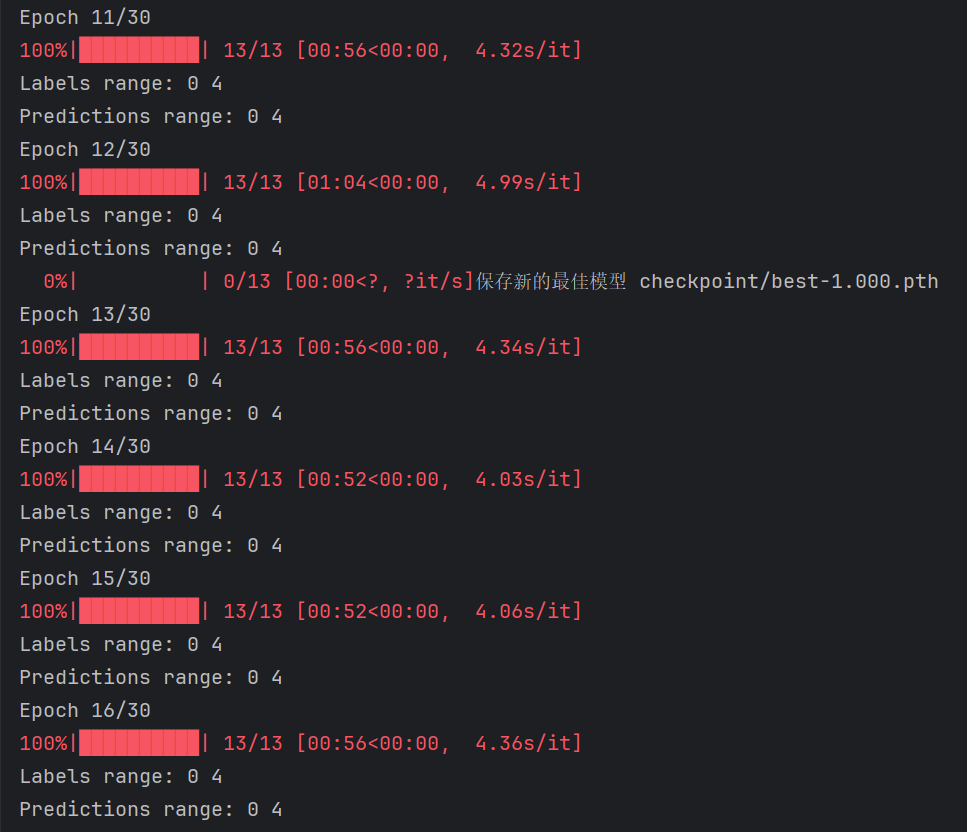 Epoch 11/30
100%|██████████| 13/13 [00:56<00:00,  4.32s/it]
Labels range: 0 4
Predictions range: 0 4
Epoch 12/30
100%|██████████| 13/13 [01:04<00:00,  4.99s/it]
Labels range: 0 4
Predictions range: 0 4
  0%|          | 0/13 [00:00<?, ?it/s]保存新的最佳模型 checkpoint/best-1.000.pth
Epoch 13/30
100%|██████████| 13/13 [00:56<00:00,  4.34s/it]
Labels range: 0 4
Predictions range: 0 4
Epoch 14/30
100%|██████████| 13/13 [00:52<00:00,  4.03s/it]
Labels range: 0 4
Predictions range: 0 4
Epoch 15/30
100%|██████████| 13/13 [00:52<00:00,  4.06s/it]
Labels range: 0 4
Predictions range: 0 4
Epoch 16/30
100%|██████████| 13/13 [00:56<00:00,  4.36s/it]
Labels range: 0 4
Predictions range: 0 4